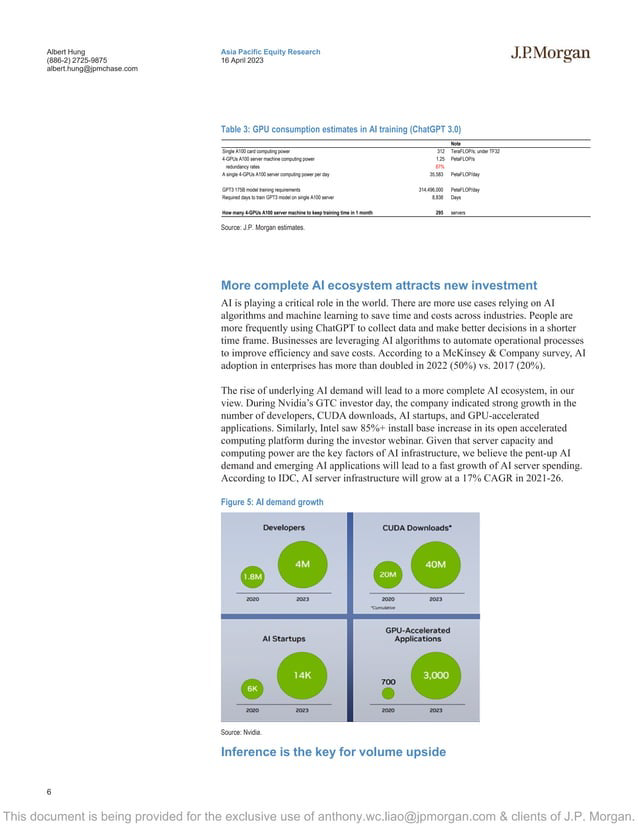 Albert Hung
(886-2) 2725-9875
albert.hung@jpmchase.com
Asia Pacific Equity Research
16 April 2023
J.P.Morgan
Table 3: GPU consumption estimates in AI training (ChatGPT 3.0)
Note
Single A100 card computing power 312 TeraFLOP/s; under TF32
4-GPUs A100 server machine computing power 1.25 PetaFLOP/s
redundancy rates 67%
A single 4-GPUs A100 server computing power per day 35,583 PetaFLOP/day
GPT3 175B model training requirements 314,496,000 PetaFLOP/day
Required days to train GPT3 model on single A100 server 8,838 Days
How many 4-GPUs A100 server machine to keep training time in 1 month 295 servers
Source: J.P. Morgan estimates.
More complete AI ecosystem attracts new investment
AI is playing a critical role in the world. There are more use cases relying on AI
algorithms and machine learning to save time and costs across industries. People are
more frequently using ChatGPT to collect data and make better decisions in a shorter
time frame. Businesses are leveraging AI algorithms to automate operational processes
to improve efficiency and save costs. According to a McKinsey & Company survey, AI
adoption in enterprises has more than doubled in 2022 (50%) vs. 2017 (20%).
The rise of underlying AI demand will lead to a more complete AI ecosystem, in our
view. During Nvidia's GTC investor day, the company indicated strong growth in the
number of developers, CUDA downloads, AI startups, and GPU-accelerated
applications. Similarly, Intel saw 85%+ install base increase in its open accelerated
computing platform during the investor webinar. Given that server capacity and
computing power are the key factors of AI infrastructure, we believe the pent-up AI
demand and emerging AI applications will lead to a fast growth of AI server spending.
According to IDC, AI server infrastructure will grow at a 17% CAGR in 2021-26.
Figure 5: AI demand growth
Developers
1.8M
4M
2020 2023
CUDA Downloads*
20M
40M
2020 2023
*Cumulative
AI Startups
6K
14K
2020 2023
GPU-Accelerated
Applications
700
3,000
2020 2023
Source: Nvidia.
Inference is the key for volume upside
6
This document is being provided for the exclusive use of anthony.wc.liao@jpmorgan.com & clients of J.P. Morgan.